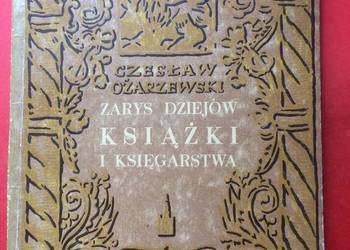 CZESŁAW
OŻARZEWSKI
ZARYS DZIEJÓW
KSIĄŻKI
I KSIĘGARSTWA